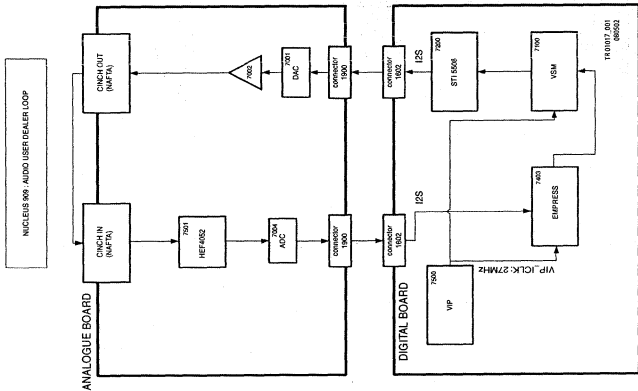 NUCLEUS 909 : AUDIO USER DEALER LOOP
ANALOGUE BOARD
CINCH IN
(NAFTA)
CINCH OUT
(NAFTA)
7501
HEF4052
7004
ADC
connector
1900
7002
7001
DAC
connector
1900
DIGITAL BOARD
connector
1602
connector
1602
I2S
I2S
7500
VIP
VIP_ICLK: 27MHz
7403
EMPRESS
7200
STI 5508
7100
VSM
TR 01017_001
080502